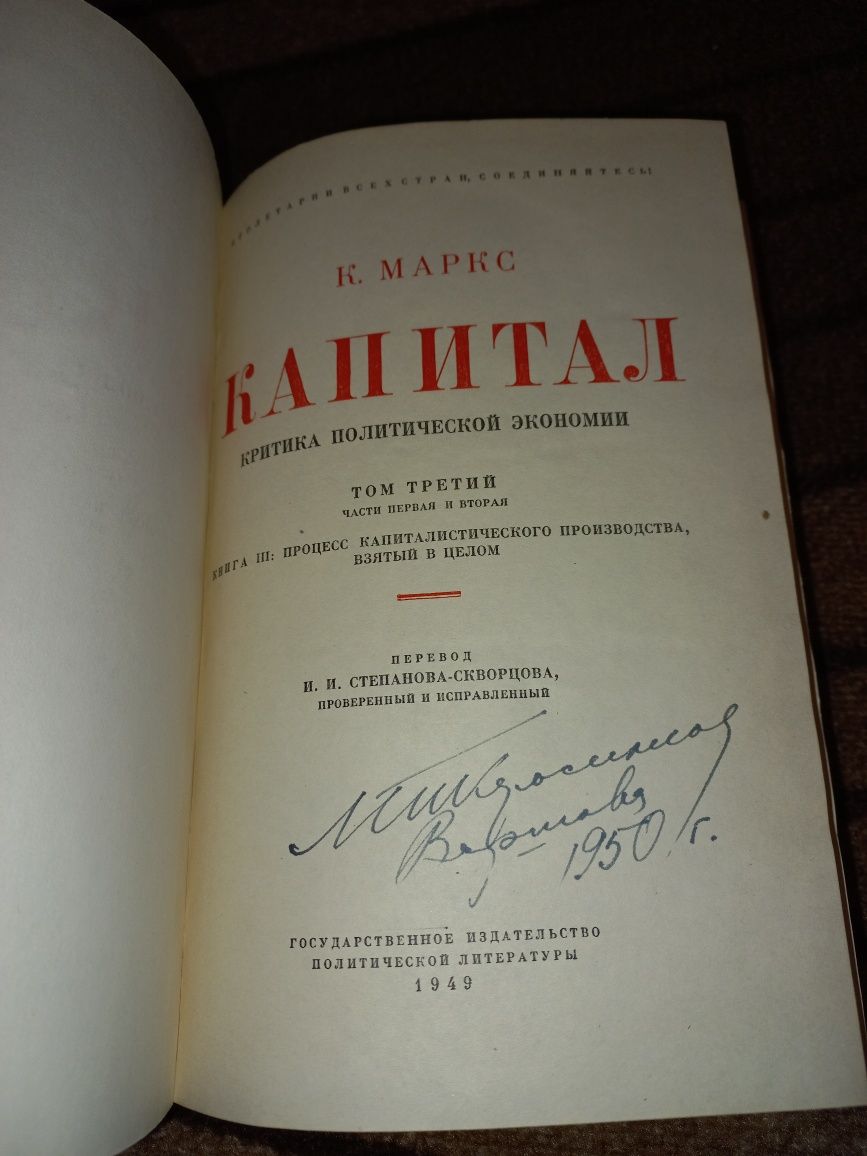 ПРОЛЕТАРИИ ВСЕХ СТРАН, СОЕДИНЯЙТЕСЬ!
К. МАРКС
КАПИТАЛ
КРИТИКА ПОЛИТИЧЕСКОЙ ЭКОНОМИИ
ТОМ ТРЕТИЙ
ЧАСТИ ПЕРВАЯ И ВТОРАЯ
КНИГА III: ПРОЦЕСС КАПИТАЛИСТИЧЕСКОГО ПРОИЗВОДСТВА,
ВЗЯТЫЙ В ЦЕЛОМ
ПЕРЕВОД
И. И. СТЕПАНОВА-СКВОРЦОВА,
ПРОВЕРЕННЫЙ И ИСПРАВЛЕННЫЙ
Варшава
1950 г.
ГОСУДАРСТВЕННОЕ ИЗДАТЕЛЬСТВО
ПОЛИТИЧЕСКОЙ ЛИТЕРАТУРЫ
1949